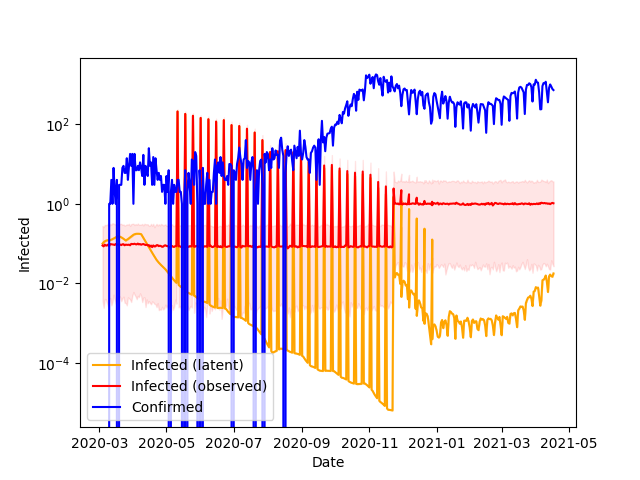 Infected
10²
10⁰
10⁻²
10⁻⁴
Infected (latent)
Infected (observed)
Confirmed
2020-03 2020-05 2020-07 2020-09 2020-11 2021-01 2021-03 2021-05
Date